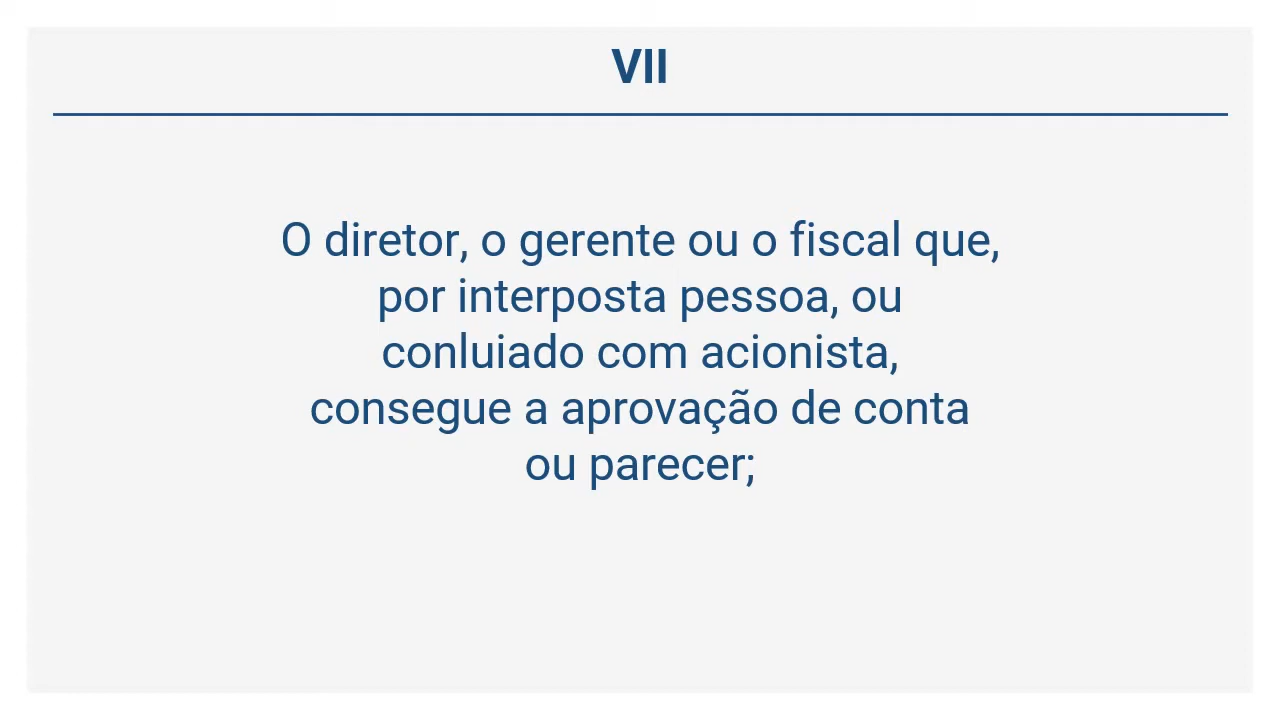 VII
O diretor, o gerente ou o fiscal que,
por interposta pessoa, ou
conluiado com acionista,
consegue a aprovação de conta
ou parecer;